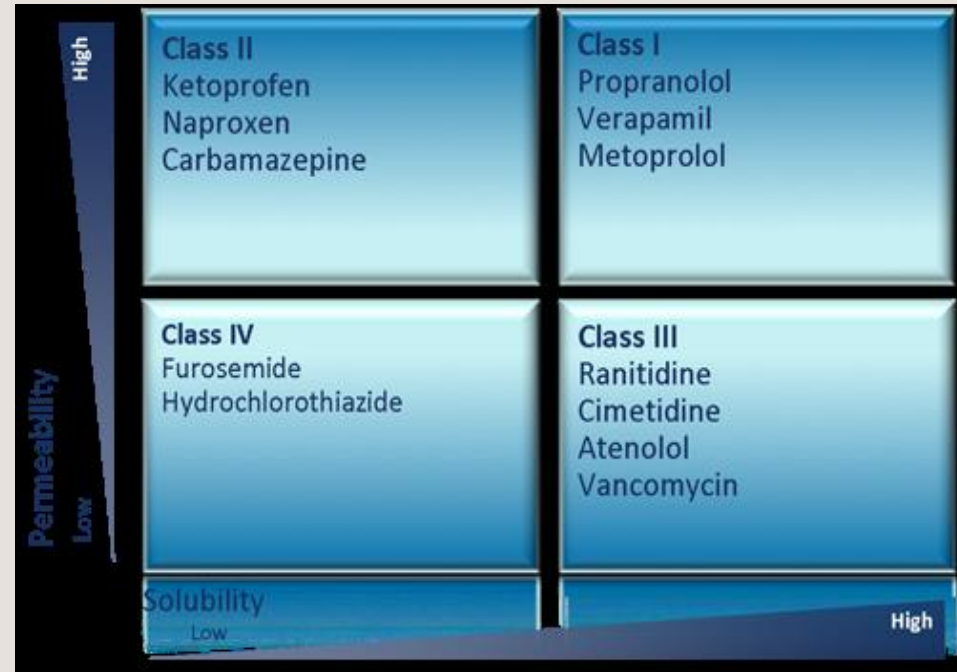 High
Class II
Ketoprofen
Naproxen
Carbamazepine
Class I
Propranolol
Verapamil
Metoprolol
Permeability
Low
Class IV
Furosemide
Hydrochlorothiazide
Class III
Ranitidine
Cimetidine
Atenolol
Vancomycin
Solubility
Low
High